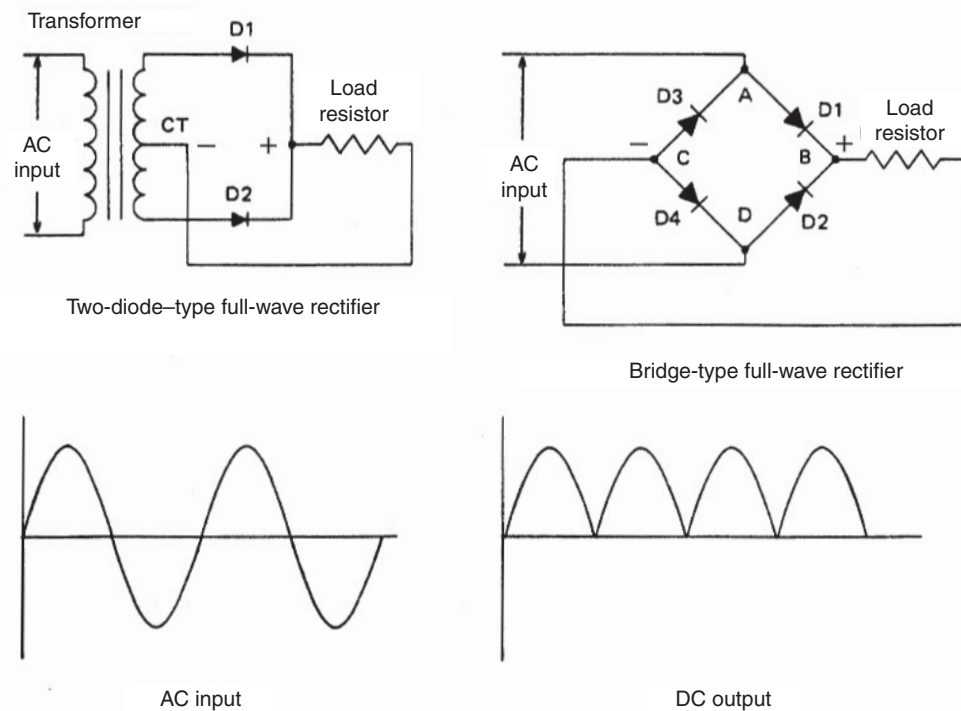 Transformer
D1
Load
resistor
AC
input
CT
−
+
D2
Two-diode–type full-wave rectifier
D3
A
D1
Load
resistor
AC
input
−
C
B
+
D4
D
D2
Bridge-type full-wave rectifier
AC input
DC output